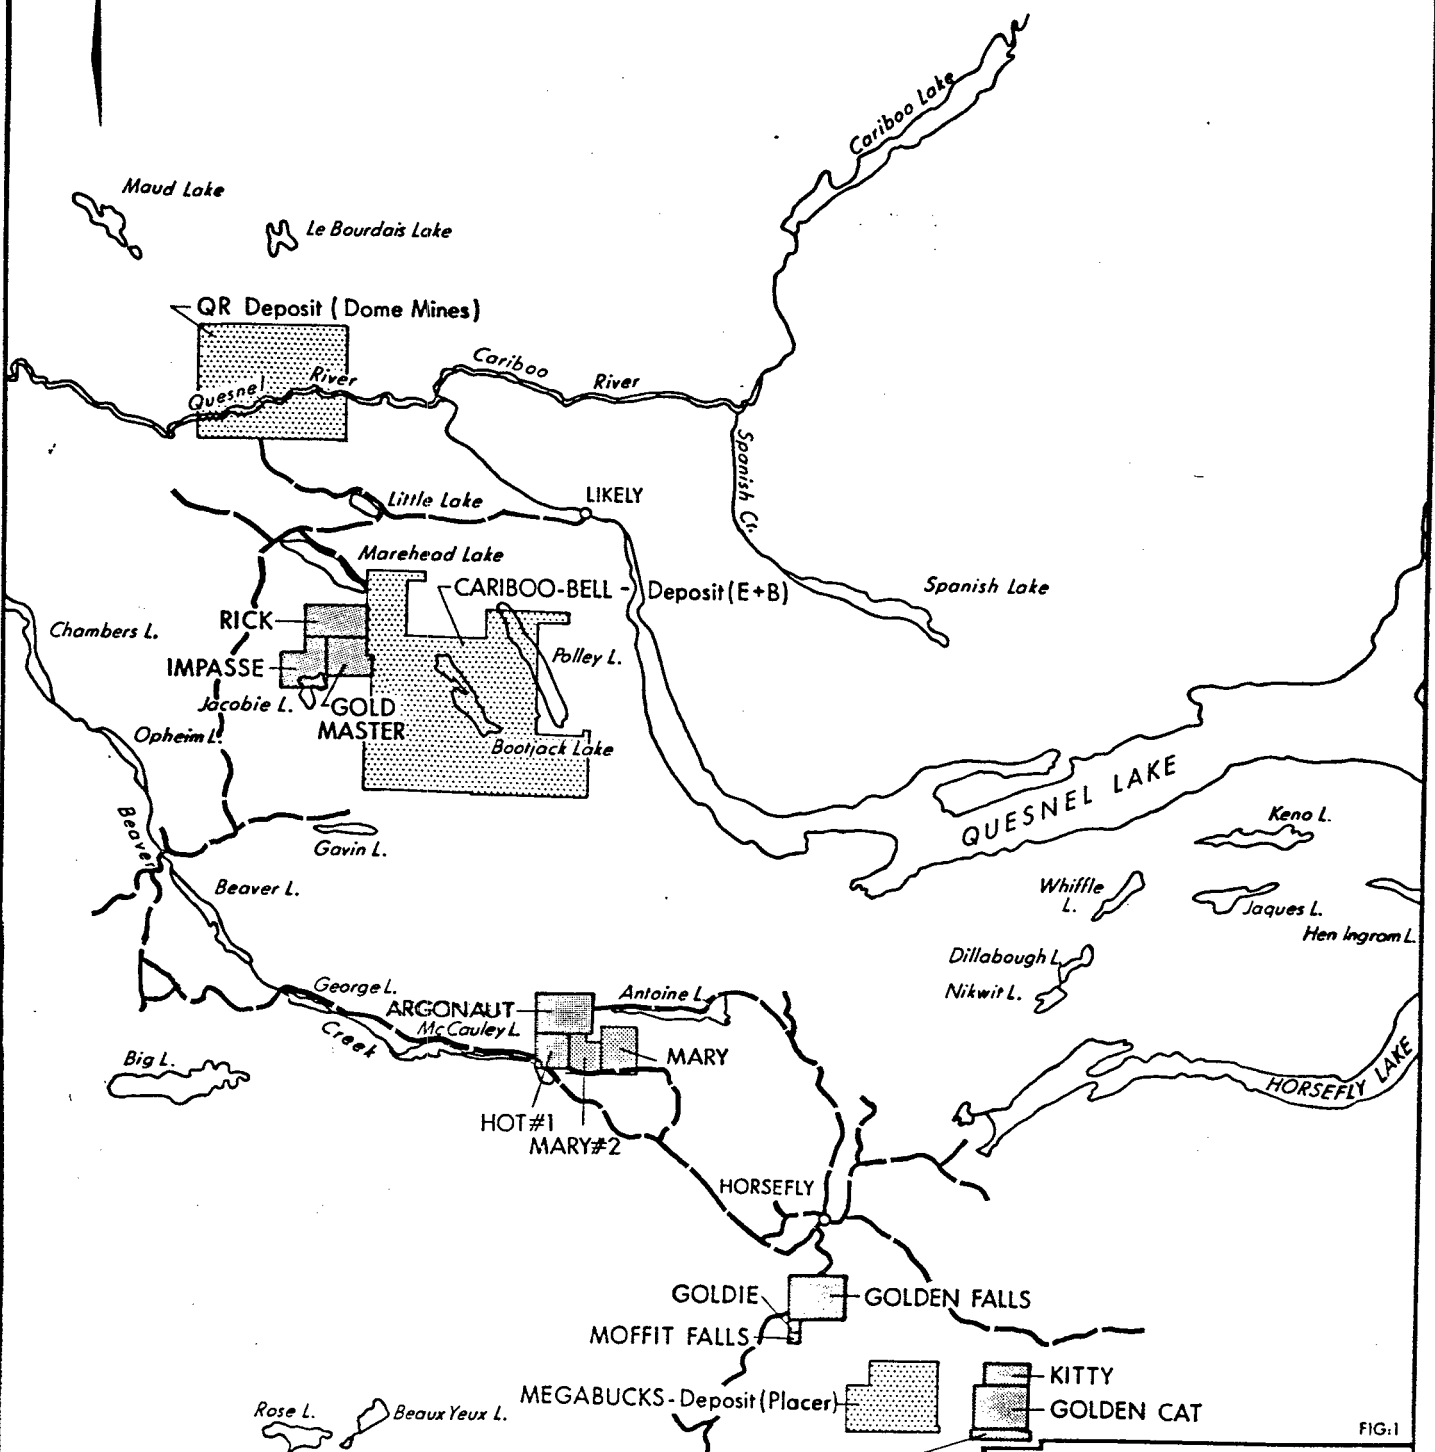 Cariboo Lake
Maud Lake
Le Bourdais Lake
QR Deposit (Dome Mines)
Cariboo River
Quesnel River
Spanish Cr.
Little Lake
LIKELY
Marehead Lake
CARIBOO-BELL - Deposit (E+B)
Spanish Lake
RICK
Chambers L.
Polley L.
IMPASSE
Jacobie L.
GOLD
MASTER
Opheim L.
Bootjack Lake
QUESNEL LAKE
Beaver
Gavin L.
Keno L.
Beaver L.
Whiffle
L.
Jaques L.
Hen Ingram L.
Dillabough L.
Nikwit L.
George L.
ARGONAUT
Antoine L.
McCauley L.
Creek
MARY
Big L.
HORSEFLY LAKE
HOT#1
MARY#2
HORSEFLY
GOLDIE
GOLDEN FALLS
MOFFIT FALLS
KITTY
MEGABUCKS - Deposit (Placer)
GOLDEN CAT
Rose L.
Beaux Yeux L.
FIG:1